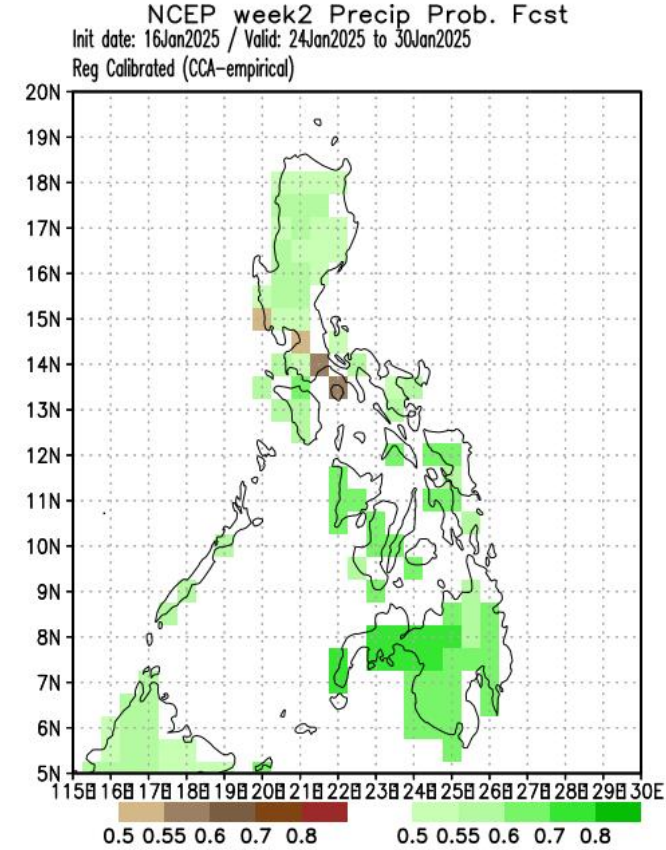 NCEP week2 Precip Prob. Fcst
Init date: 16Jan2025 / Valid: 24Jan2025 to 30Jan2025
Reg Calibrated (CCA-empirical)
20N
19N
18N
17N
16N
15N
14N
13N
12N
11N
10N
9N
8N
7N
6N
5N
115E 116E 117E 118E 119E 120E 121E 122E 123E 124E 125E 126E 127E 128E 129E 130E
0.5 0.55 0.6 0.7 0.8 0.5 0.55 0.6 0.7 0.8